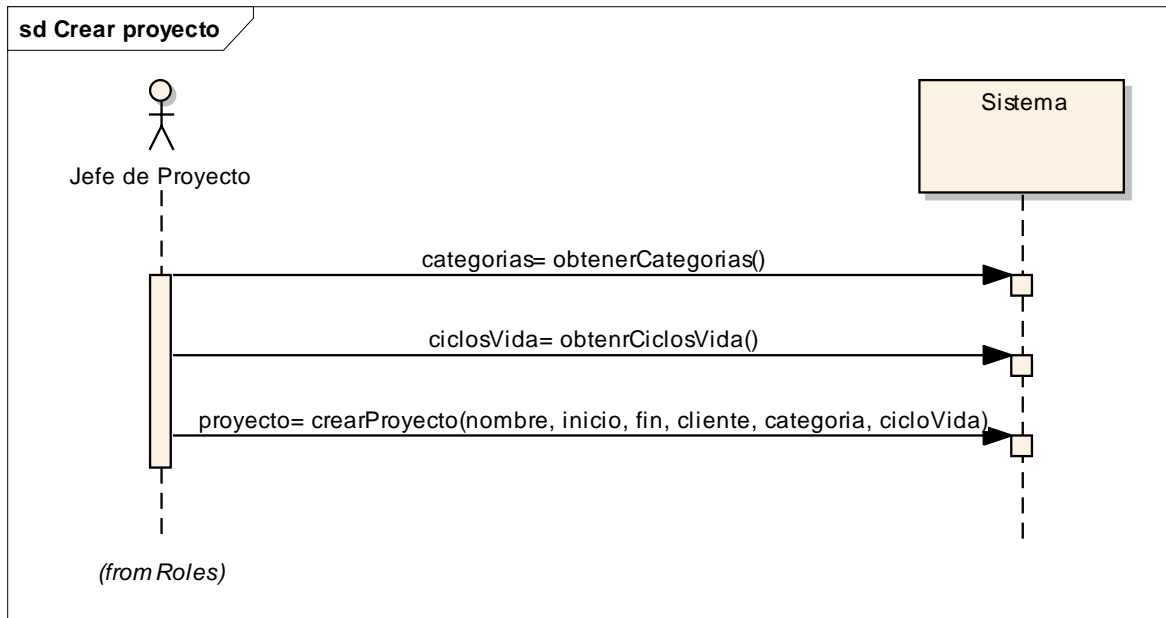 sd Crear proyecto
Jefe de Proyecto
Sistema
categorias= obtenerCategorias()
ciclosVida= obtenrCiclosVida()
proyecto= crearProyecto(nombre, inicio, fin, cliente, categoria, cicloVida)
(from Roles)